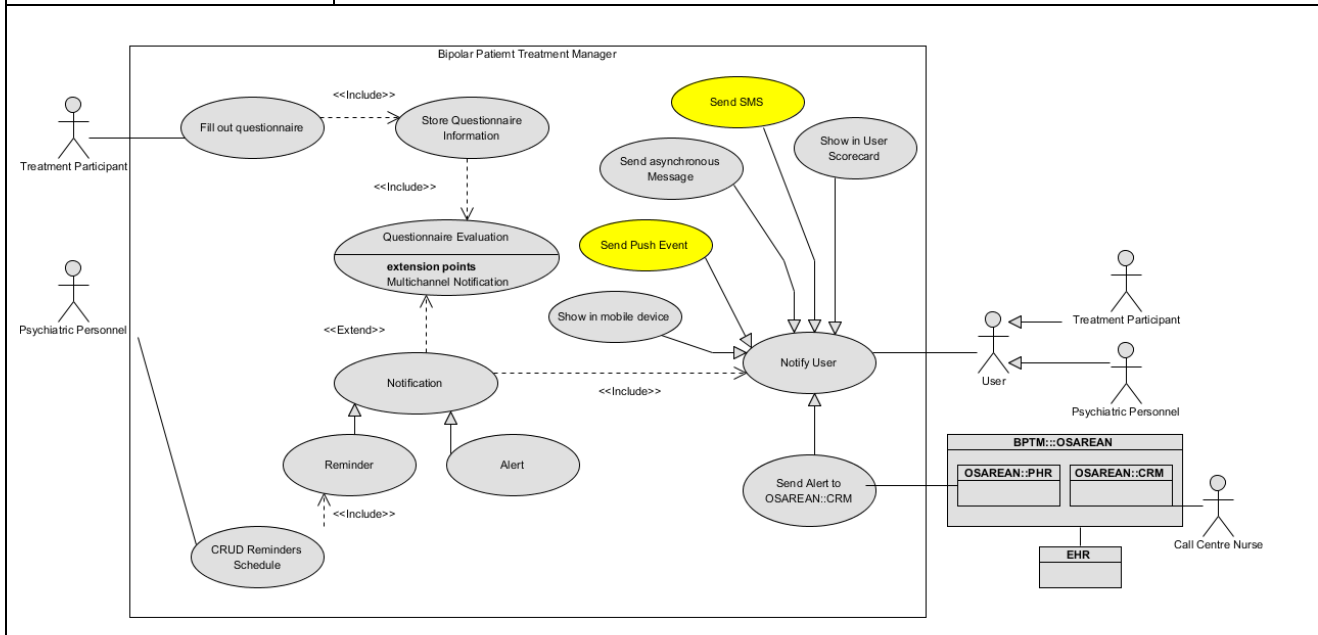 Bipolar Patiemt Treatment Manager
Treatment Participant
Fill out questionnaire
<<Include>>
Store Questionnaire
Information
Send SMS
Show in User
Scorecard
Send asynchronous
Message
<<Include>>
Questionnaire Evaluation
extension points
Multichannel Notification
Send Push Event
Psychiatric Personnel
<<Extend>>
Show in mobile device
Notify User
User
Treatment Participant
Psychiatric Personnel
Notification
<<Include>>
Reminder
Alert
<<Include>>
CRUD Reminders
Schedule
Send Alert to
OSAREAN::CRM
BPTM:::OSAREAN
OSAREAN::PHR
OSAREAN::CRM
Call Centre Nurse
EHR